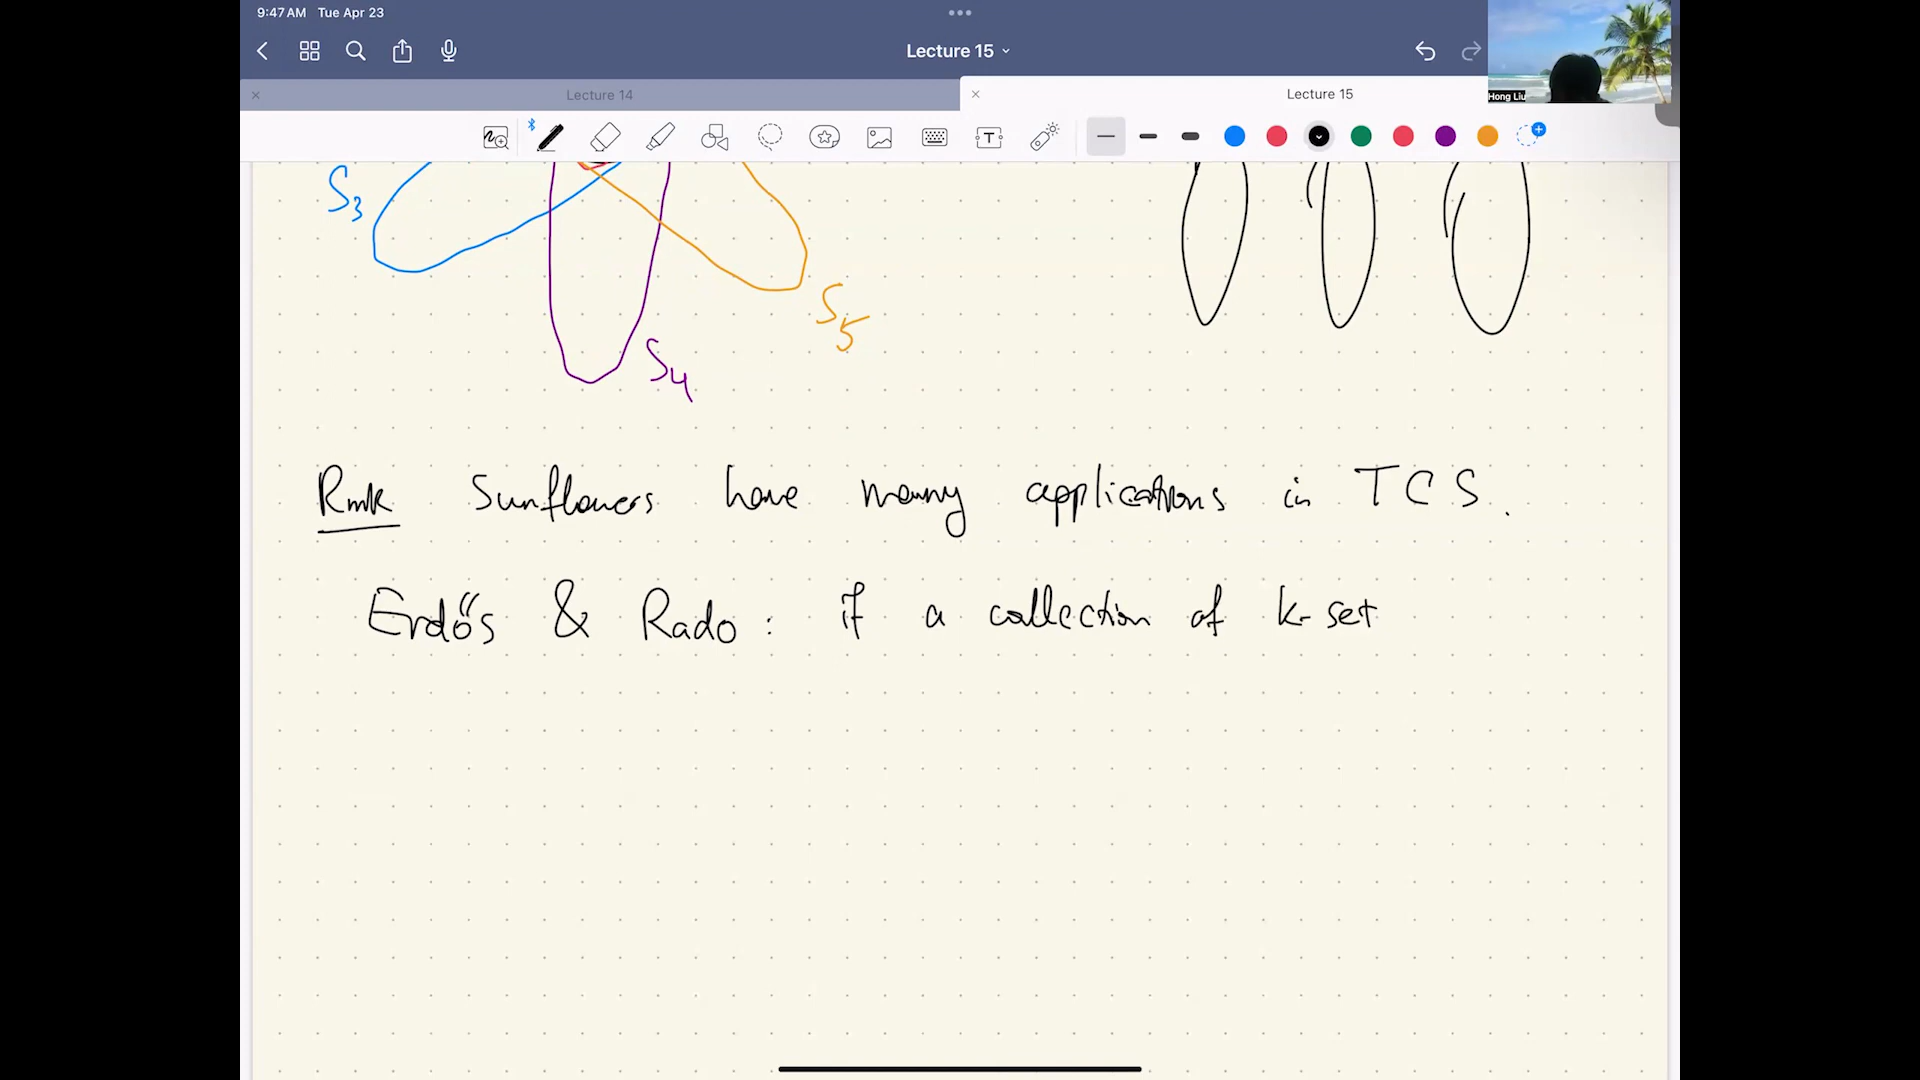 9:47 AM Tue Apr 23
Lecture 15
Lecture 14
Lecture 15
Hong Liu
S3
S5
S4
Rmk Sunflowers have many applications in TCS.
Erdős & Rado : if a collection of k-set